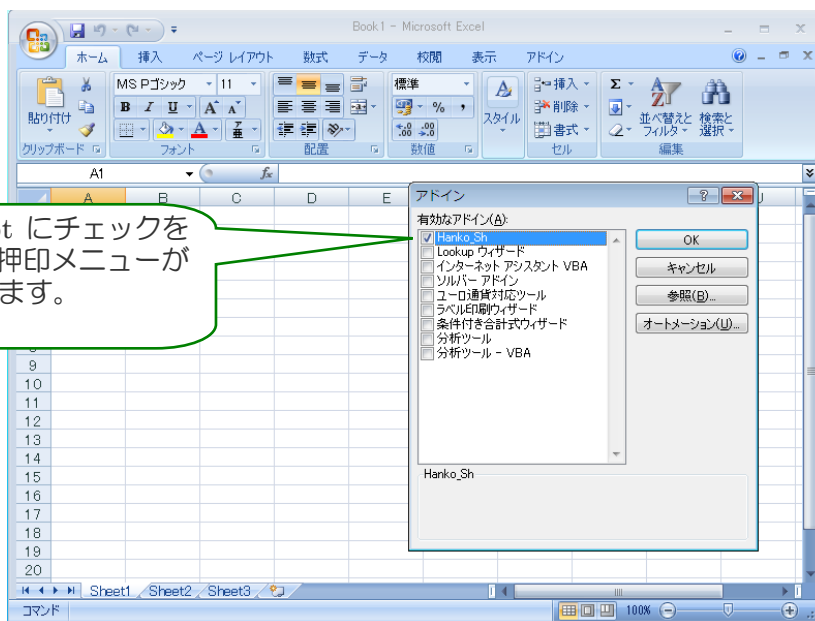 Book1 - Microsoft Excel
ホーム 挿入 ページ レイアウト 数式 データ 校閲 表示 アドイン
貼り付け
MS Pゴシック 11
B I U A A
A
標準
% ,
スタイル
挿入
削除
書式
Σ
並べ替えと フィルタ
検索と 選択
クリップボード フォント 配置 数値 セル 編集
A1 fx
A B C D E J
にチェックを
押印メニューが
ます。
9
10
11
12
13
14
15
16
17
18
19
20
アドイン
有効なアドイン(A):
Hanko_Sh
Lookup ウィザード
インターネット アシスタント VBA
ソルバー アドイン
ユーロ通貨対応ツール
ラベル印刷ウィザード
条件付き合計式ウィザード
分析ツール
分析ツール - VBA
OK
キャンセル
参照(B)...
オートメーション(U)...
Hanko_Sh
Sheet1 Sheet2 Sheet3
コマンド 100%